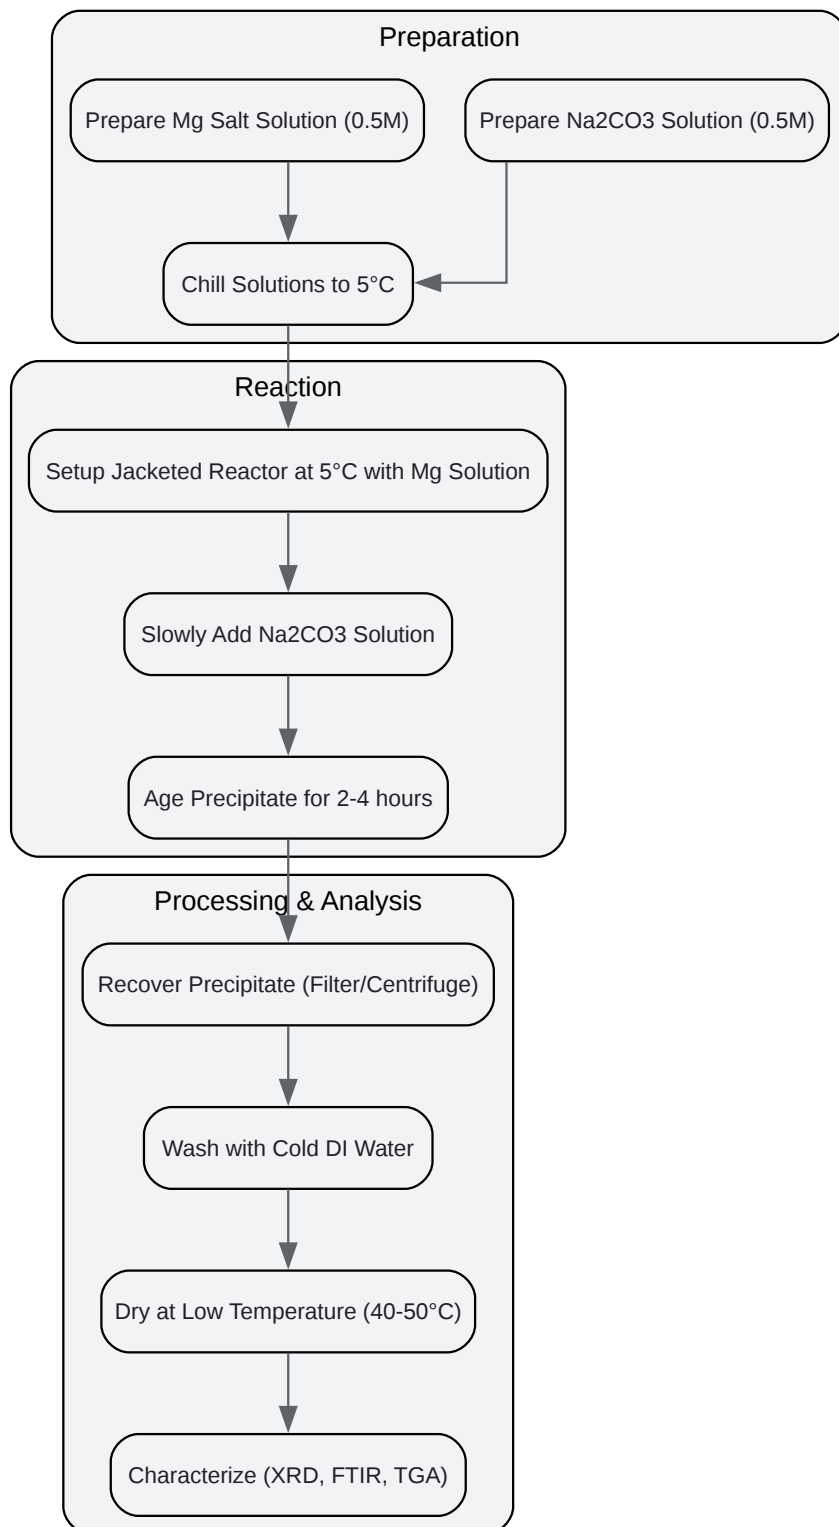 Preparation
Prepare Mg Salt Solution (0.5M)
Prepare Na2CO3 Solution (0.5M)
Chill Solutions to 5°C
Reaction
Setup Jacketed Reactor at 5°C with Mg Solution
Slowly Add Na2CO3 Solution
Age Precipitate for 2-4 hours
Processing & Analysis
Recover Precipitate (Filter/Centrifuge)
Wash with Cold DI Water
Dry at Low Temperature (40-50°C)
Characterize (XRD, FTIR, TGA)